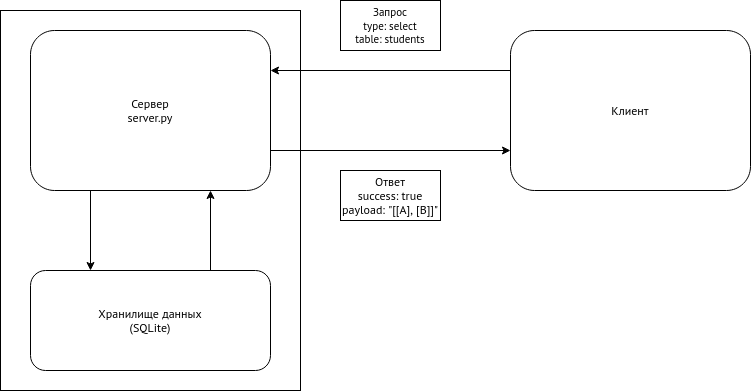 Запрос
type: select
table: students
Сервер
server.py
Клиент
Ответ
success: true
payload: "[[A], [B]]"
Хранилище данных
(SQLite)